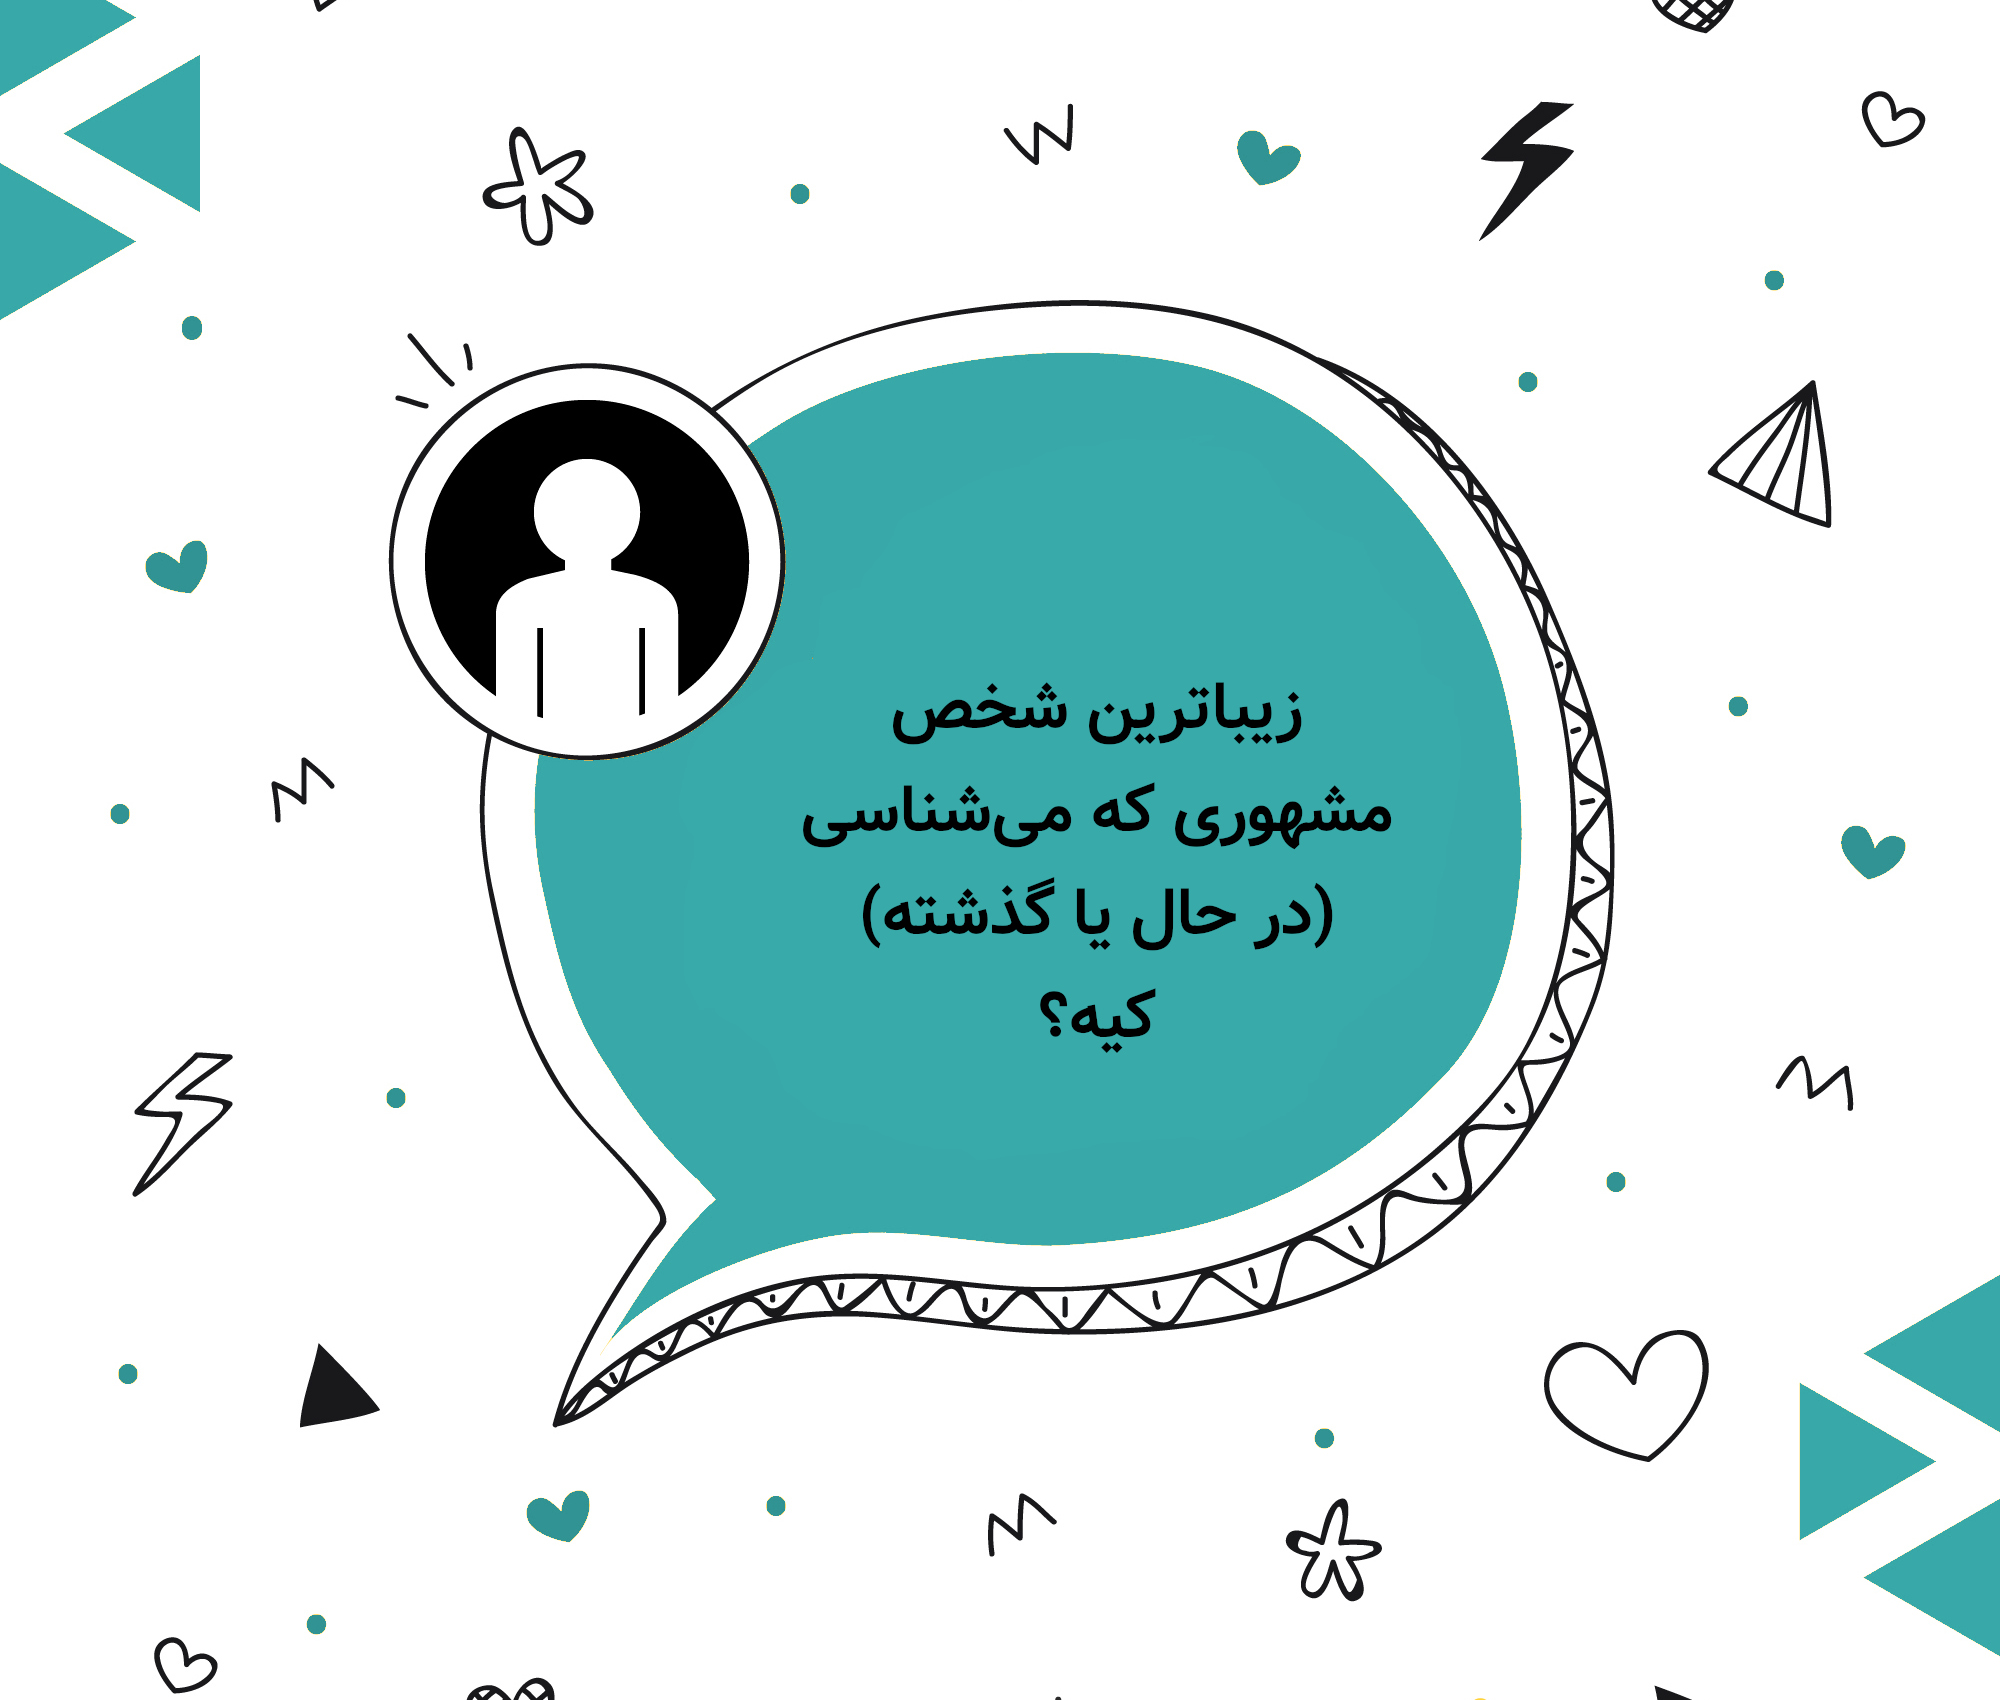 زیباترین شخص
مشهوری که می‌شناسی
(در حال یا گذشته)
کیه؟